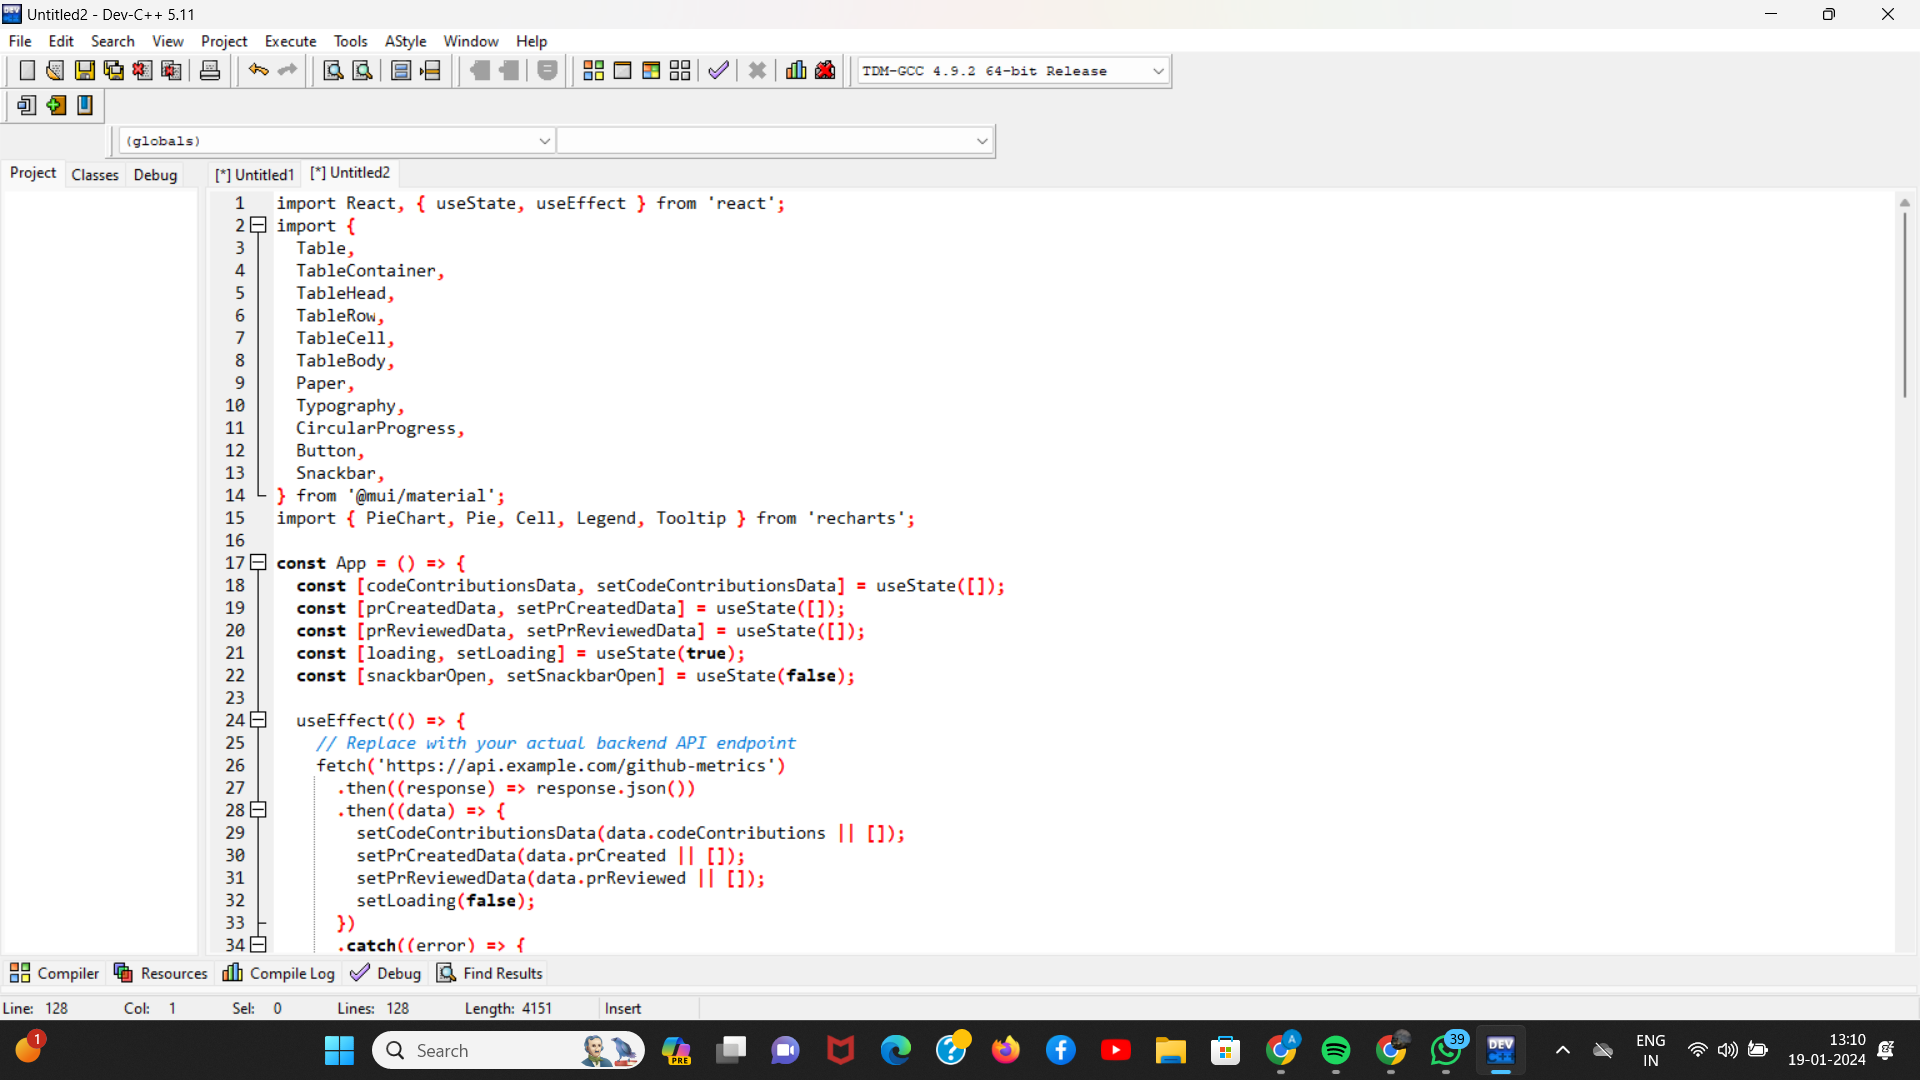 Untitled2 - Dev-C++ 5.11
File Edit Search View Project Execute Tools AStyle Window Help
TDM-GCC 4.9.2 64-bit Release
(globals)
Project Classes Debug [*] Untitled1 [*] Untitled2
1 import React, { useState, useEffect } from 'react';
2 import {
3 Table,
4 TableContainer,
5 TableHead,
6 TableRow,
7 TableCell,
8 TableBody,
9 Paper,
10 Typography,
11 CircularProgress,
12 Button,
13 Snackbar,
14 } from '@mui/material';
15 import { PieChart, Pie, Cell, Legend, Tooltip } from 'recharts';
16
17 const App = () => {
18 const [codeContributionsData, setCodeContributionsData] = useState([]);
19 const [prCreatedData, setPrCreatedData] = useState([]);
20 const [prReviewedData, setPrReviewedData] = useState([]);
21 const [loading, setLoading] = useState(true);
22 const [snackbarOpen, setSnackbarOpen] = useState(false);
23
24 useEffect(() => {
25 // Replace with your actual backend API endpoint
26 fetch('https://api.example.com/github-metrics')
27 .then((response) => response.json())
28 .then((data) => {
29 setCodeContributionsData(data.codeContributions || []);
30 setPrCreatedData(data.prCreated || []);
31 setPrReviewedData(data.prReviewed || []);
32 setLoading(false);
33 })
34 .catch((error) => {
Compiler Resources Compile Log Debug Find Results
Line: 128 Col: 1 Sel: 0 Lines: 128 Length: 4151 Insert
1 Search PRE A 39 DEV C++ ENG IN 13:10 19-01-2024